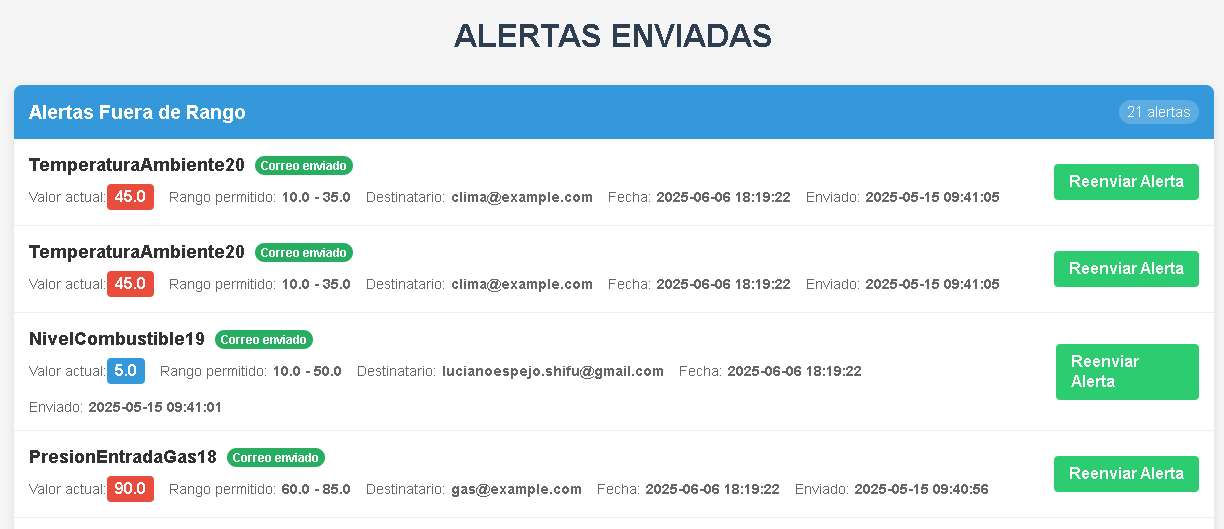 ALERTAS ENVIADAS
Alertas Fuera de Rango 21 alertas
TemperaturaAmbiente20 Correo enviado
Valor actual: 45.0 Rango permitido: 10.0 - 35.0 Destinatario: clima@example.com Fecha: 2025-06-06 18:19:22 Enviado: 2025-05-15 09:41:05 Reenviar Alerta
TemperaturaAmbiente20 Correo enviado
Valor actual: 45.0 Rango permitido: 10.0 - 35.0 Destinatario: clima@example.com Fecha: 2025-06-06 18:19:22 Enviado: 2025-05-15 09:41:05 Reenviar Alerta
NivelCombustible19 Correo enviado
Valor actual: 5.0 Rango permitido: 10.0 - 50.0 Destinatario: lucianoespejo.shifu@gmail.com Fecha: 2025-06-06 18:19:22
Enviado: 2025-05-15 09:41:01
Reenviar
Alerta
PresionEntradaGas18 Correo enviado
Valor actual: 90.0 Rango permitido: 60.0 - 85.0 Destinatario: gas@example.com Fecha: 2025-06-06 18:19:22 Enviado: 2025-05-15 09:40:56 Reenviar Alerta